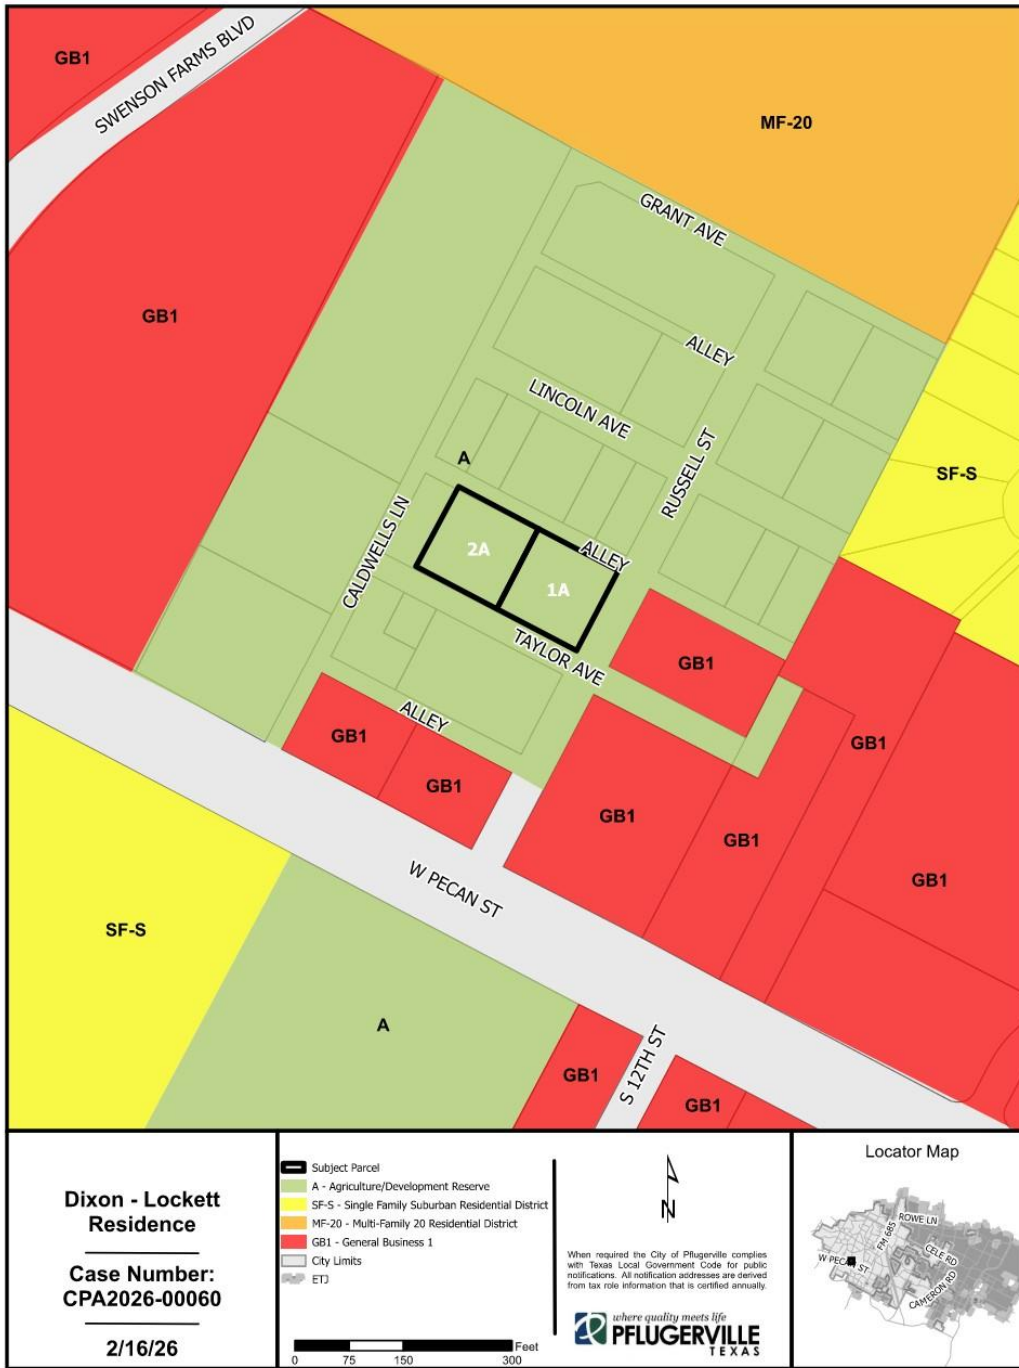 GB1
SWENSON FARMS BLVD
MF-20
GRANT AVE
GB1
ALLEY
LINCOLN AVE
RUSSELL ST
A
SF-S
CALDWELLS LN
2A
ALLEY
1A
TAYLOR AVE
GB1
ALLEY
GB1
GB1
GB1
GB1
GB1
GB1
W PECAN ST
SF-S
A
GB1
S 12TH ST
GB1
Dixon - Lockett
Residence
Case Number:
CPA2026-00060
2/16/26
Subject Parcel
A - Agriculture/Development Reserve
SF-S - Single Family Suburban Residential District
MF-20 - Multi-Family 20 Residential District
GB1 - General Business 1
City Limits
ETJ
0 75 150 300 Feet
N
When required the City of Pflugerville complies
with Texas Local Government Code for public
notifications. All notification addresses are derived
from tax role information that is certified annually.
where quality meets life
PFLUGERVILLE
TEXAS
Locator Map
ROWE LN
FM 685
CELE RD
W PECAN ST
CAMERON RD